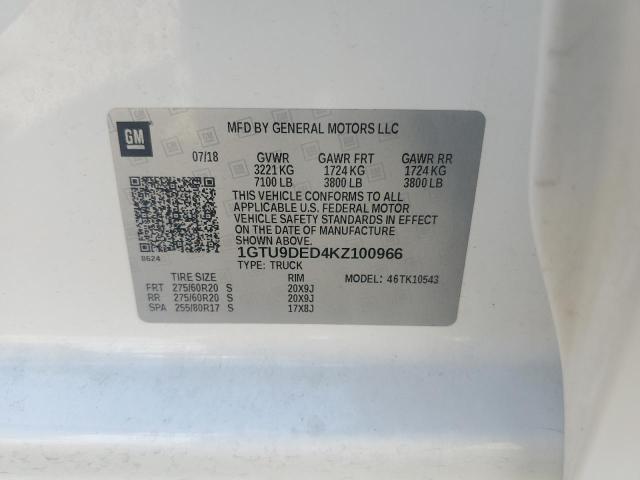 GM
MFD BY GENERAL MOTORS LLC
07/18 GVWR GAWR FRT GAWR RR
3221 KG 1724 KG 1724 KG
7100 LB 3800 LB 3800 LB
THIS VEHICLE CONFORMS TO ALL
APPLICABLE U.S. FEDERAL MOTOR
VEHICLE SAFETY STANDARDS IN EFFECT
ON THE DATE OF MANUFACTURE
SHOWN ABOVE.
8624 1GTU9DED4KZ100966
TYPE: TRUCK MODEL: 46TK10543
TIRE SIZE RIM
FRT 275/60R20 S 20X9J
RR 275/60R20 S 20X9J
SPA 255/80R17 S 17X8J